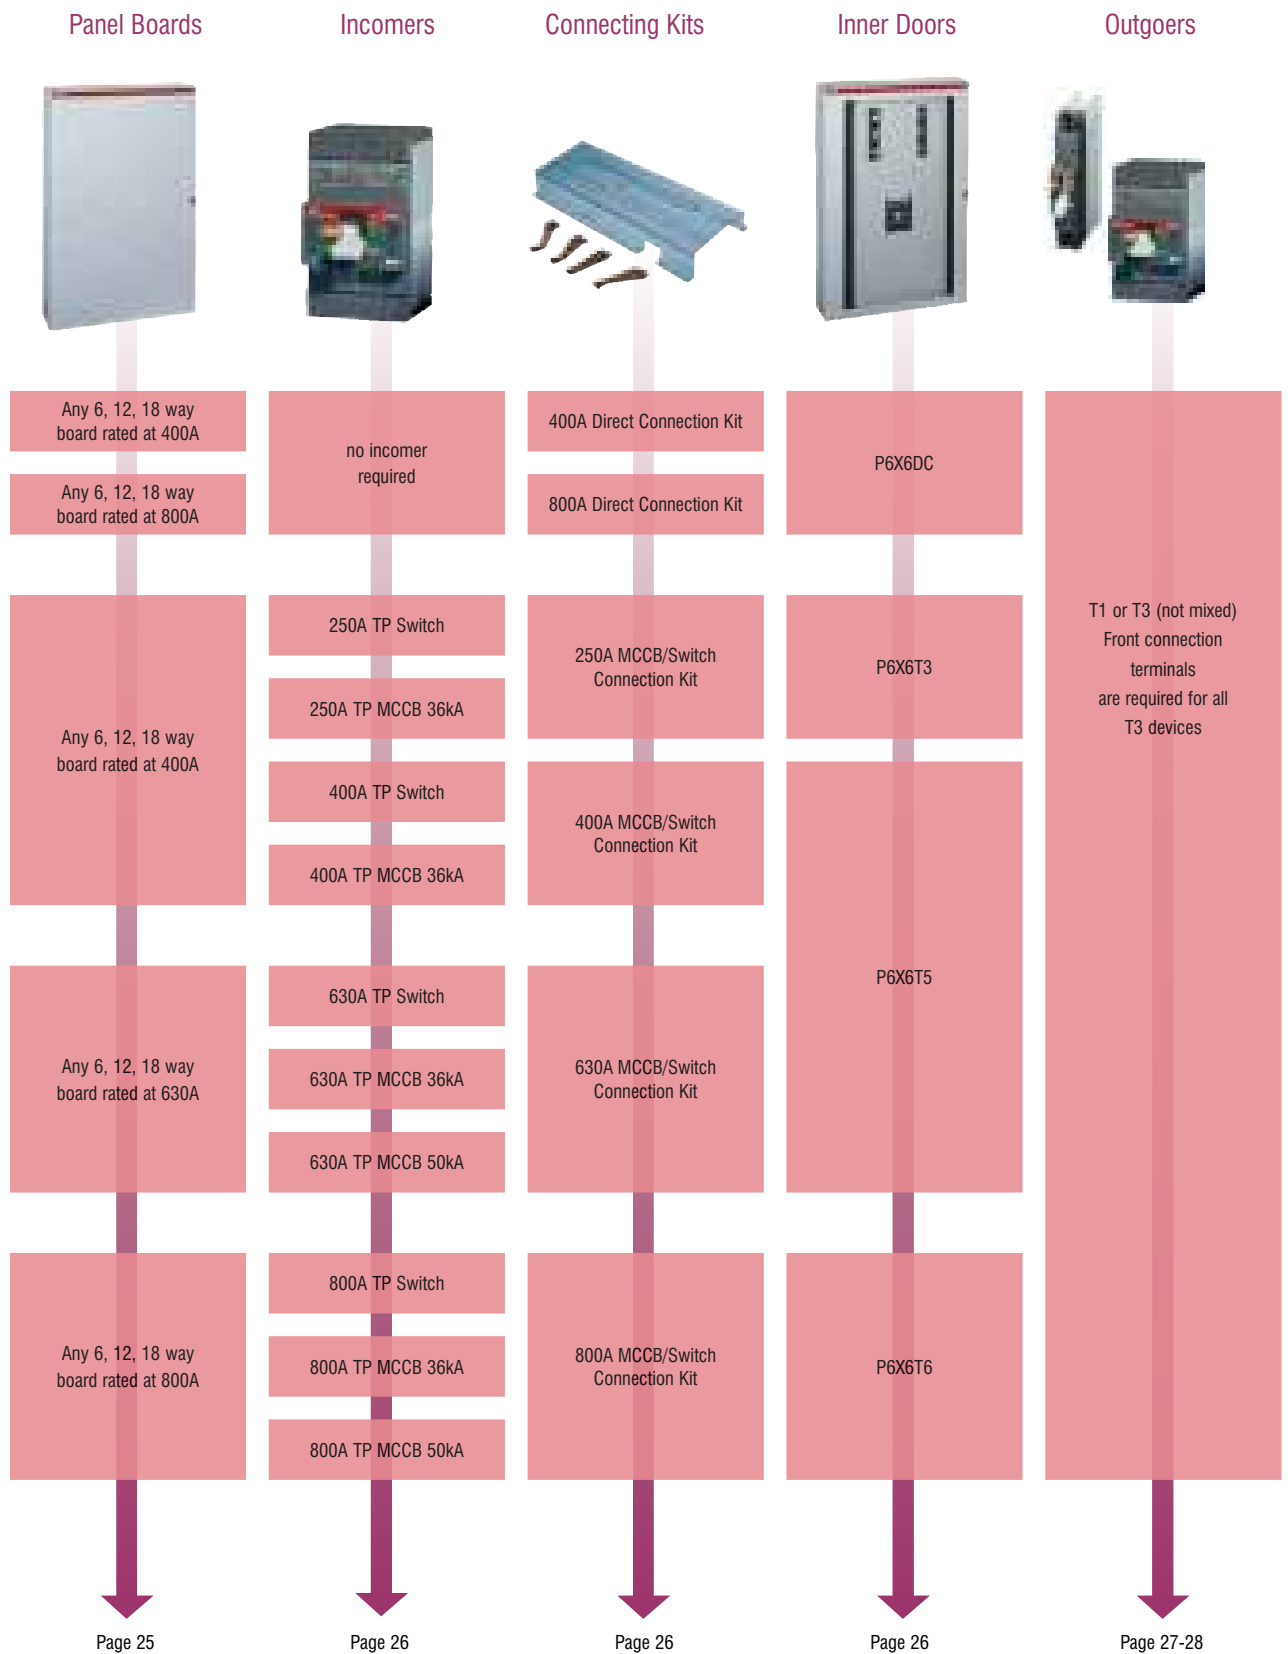 Panel Boards
Incomers
Connecting Kits
Inner Doors
Outgoers
Any 6, 12, 18 way
board rated at 400A
Any 6, 12, 18 way
board rated at 800A
Any 6, 12, 18 way
board rated at 400A
Any 6, 12, 18 way
board rated at 630A
Any 6, 12, 18 way
board rated at 800A
no incomer
required
250A TP Switch
250A TP MCCB 36kA
400A TP Switch
400A TP MCCB 36kA
630A TP Switch
630A TP MCCB 36kA
630A TP MCCB 50kA
800A TP Switch
800A TP MCCB 36kA
800A TP MCCB 50kA
400A Direct Connection Kit
800A Direct Connection Kit
250A MCCB/Switch
Connection Kit
400A MCCB/Switch
Connection Kit
630A MCCB/Switch
Connection Kit
800A MCCB/Switch
Connection Kit
P6X6DC
P6X6T3
P6X6T5
P6X6T6
T1 or T3 (not mixed)
Front connection
terminals
are required for all
T3 devices
Page 25
Page 26
Page 26
Page 26
Page 27-28